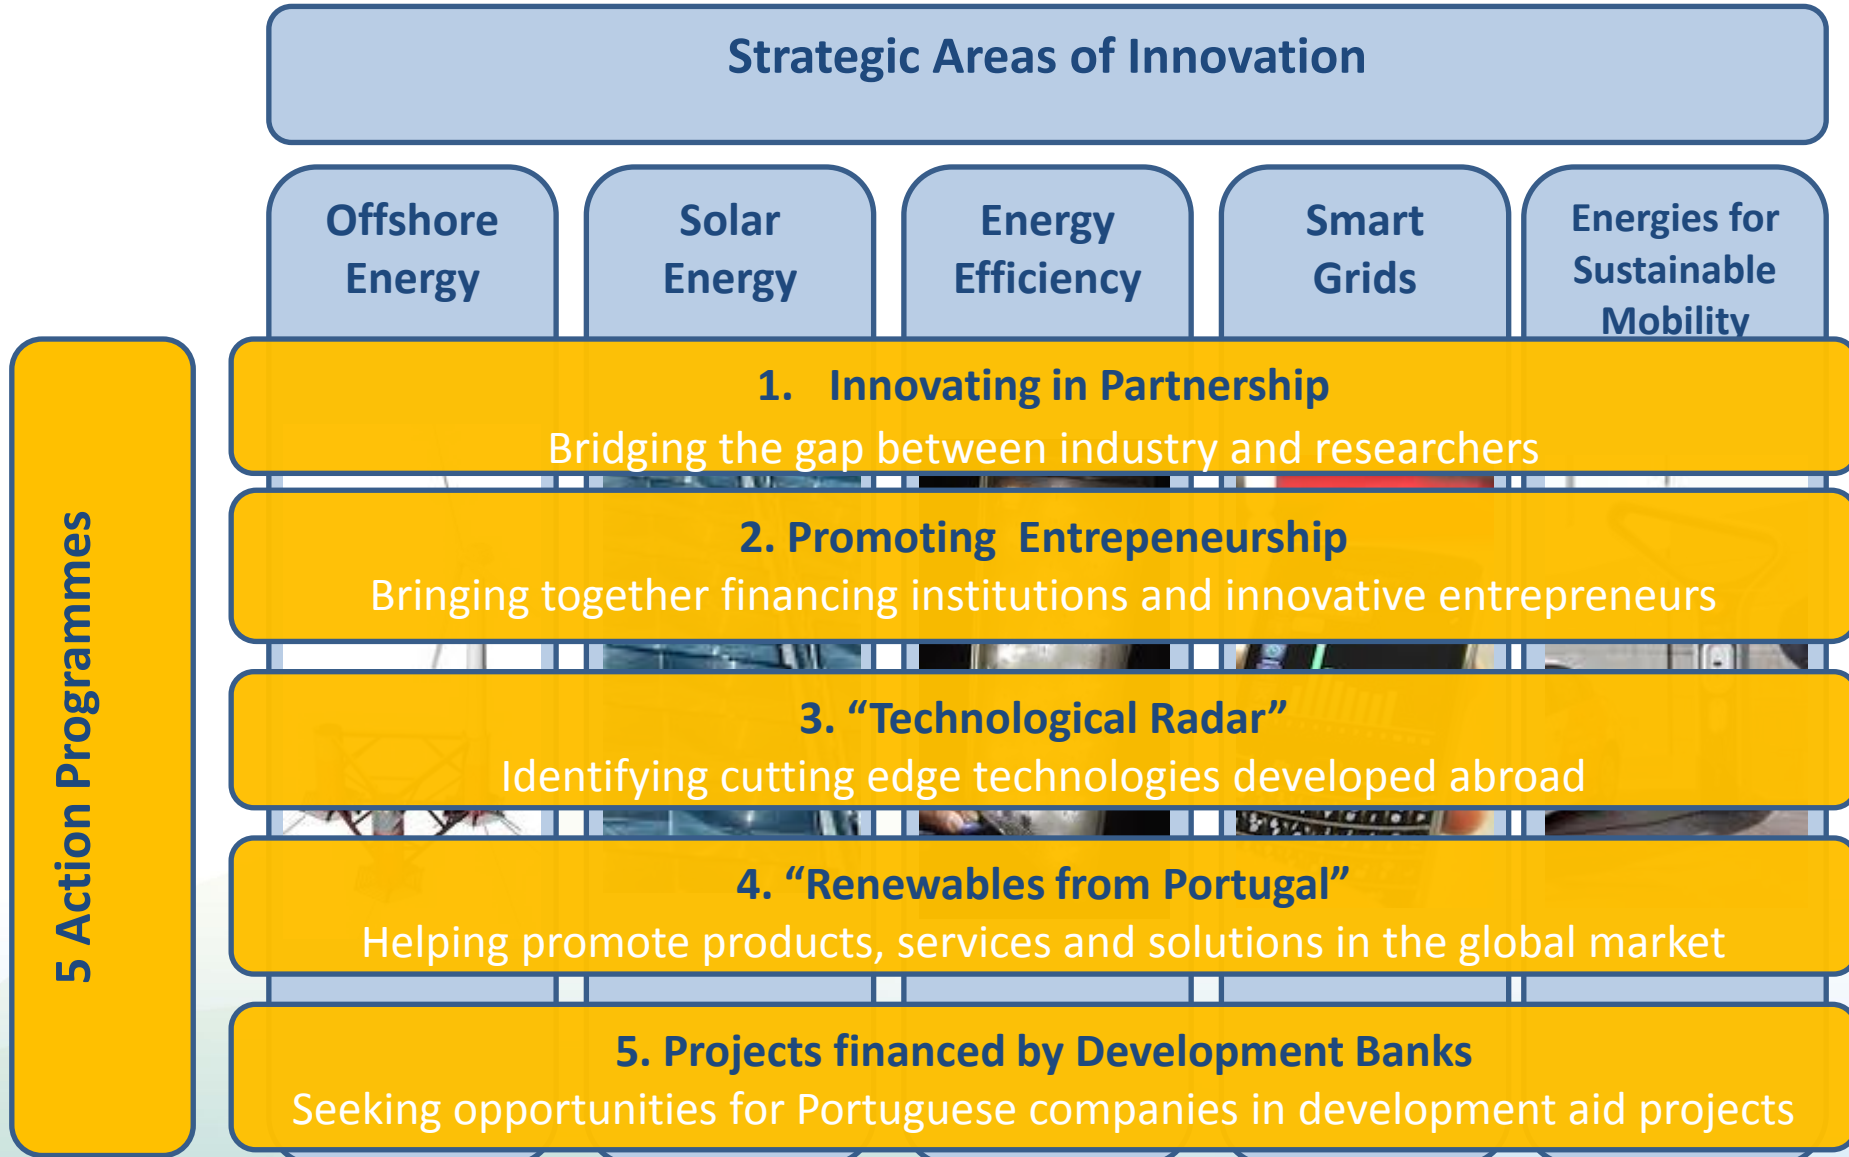 Strategic Areas of Innovation
Offshore
Energy
Solar
Energy
Energy
Efficiency
Smart
Grids
Energies for
Sustainable
Mobility
5 Action Programmes
1. Innovating in Partnership
Bridging the gap between industry and researchers
2. Promoting Entrepeneurship
Bringing together financing institutions and innovative entrepreneurs
3. “Technological Radar”
Identifying cutting edge technologies developed abroad
4. “Renewables from Portugal”
Helping promote products, services and solutions in the global market
5. Projects financed by Development Banks
Seeking opportunities for Portuguese companies in development aid projects